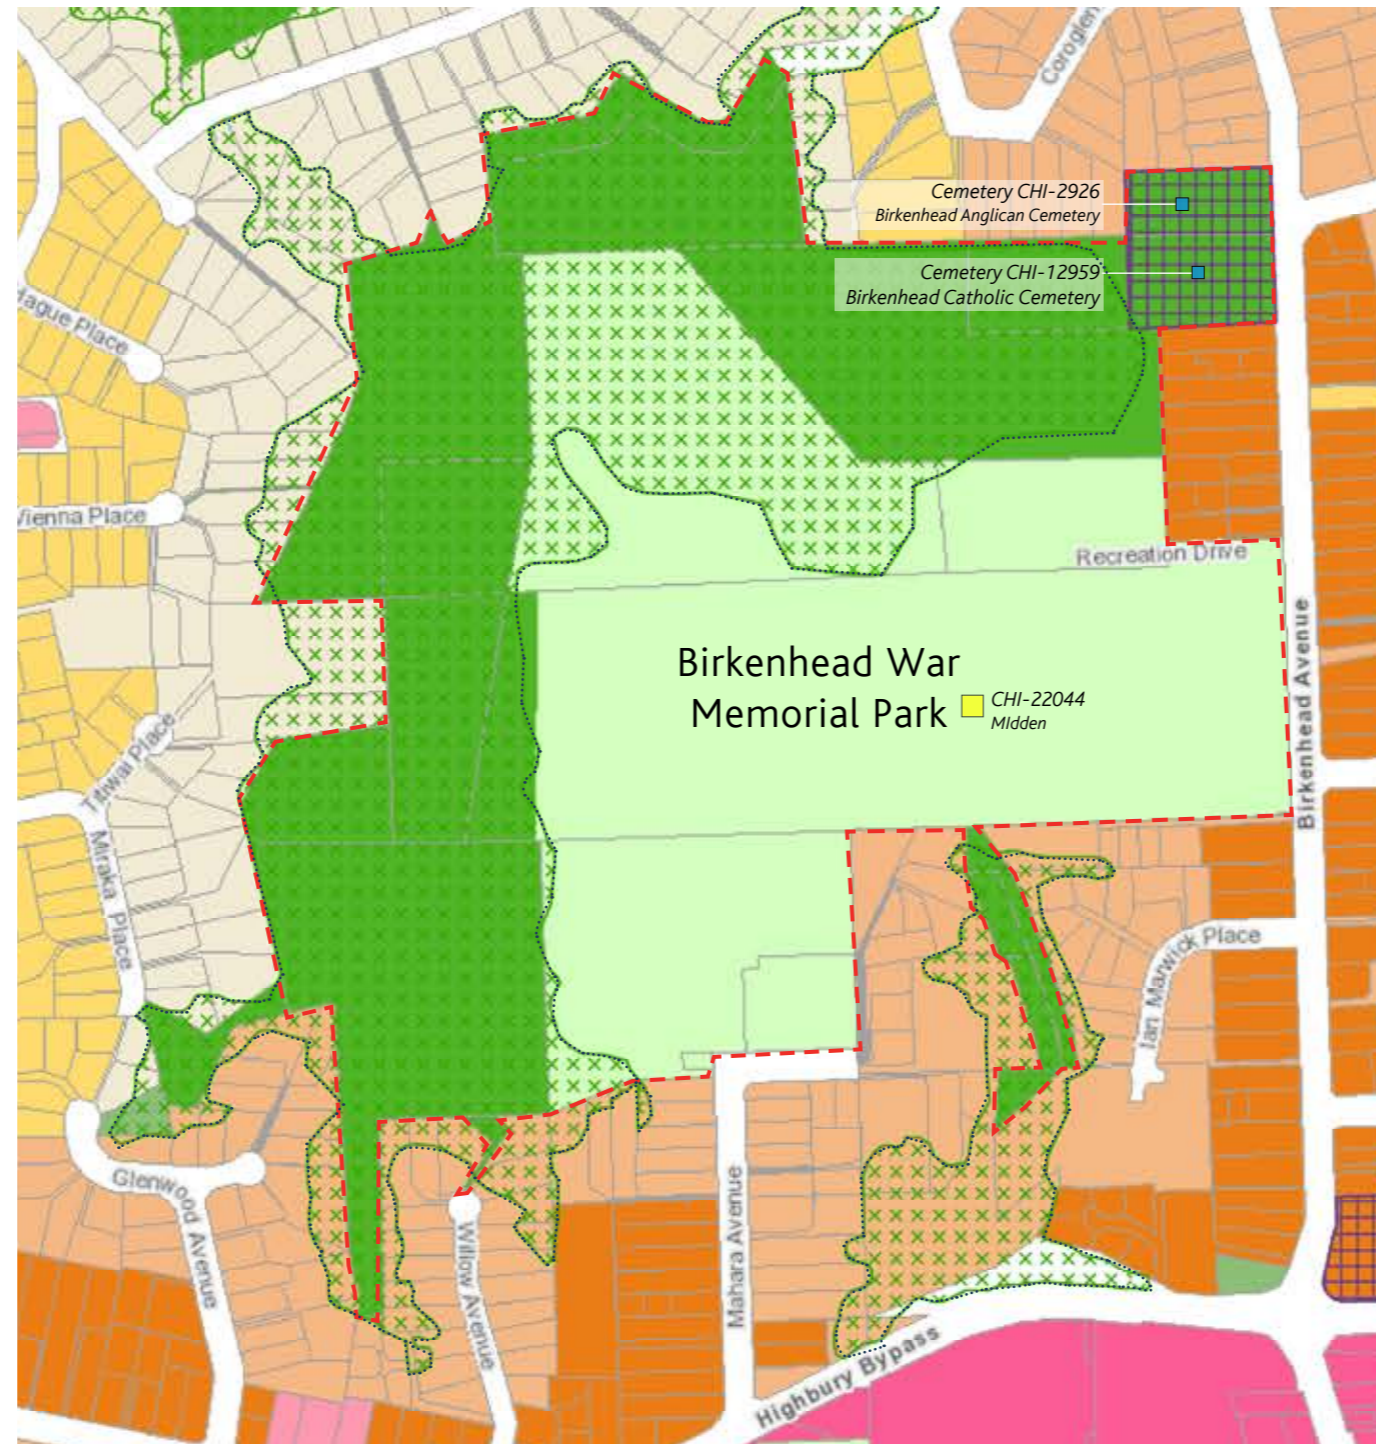 Coroglen
Cemetery CHI-2926
Birkenhead Anglican Cemetery
Cemetery CHI-12959
Birkenhead Catholic Cemetery
Hague Place
Vienna Place
Recreation Drive
Birkenhead War
Memorial Park
CHI-22044
MIdden
Birkenhead Avenue
Titiwai Place
Miraka Place
Ian Marwick Place
Glenwood Avenue
Willow Avenue
Mahara Avenue
Highbury Bypass